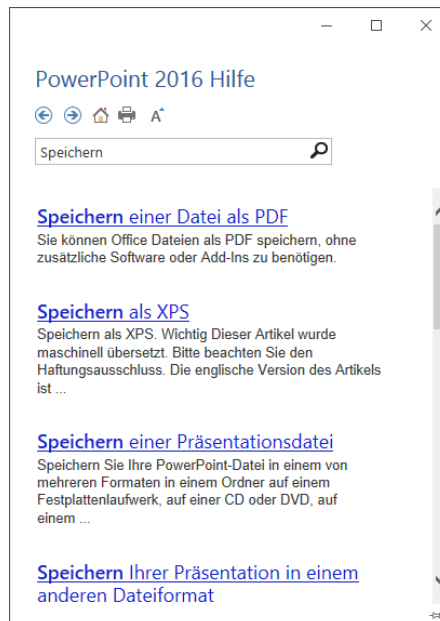 PowerPoint 2016 Hilfe
A
Speichern
Speichern einer Datei als PDF
Sie können Office Dateien als PDF speichern, ohne
zusätzliche Software oder Add-Ins zu benötigen.
Speichern als XPS
Speichern als XPS. Wichtig Dieser Artikel wurde
maschinell übersetzt. Bitte beachten Sie den
Haftungsausschluss. Die englische Version des Artikels
ist ...
Speichern einer Präsentationsdatei
Speichern Sie Ihre PowerPoint-Datei in einem von
mehreren Formaten in einem Ordner auf einem
Festplattenlaufwerk, auf einer CD oder DVD, auf
einem ...
Speichern Ihrer Präsentation in einem
anderen Dateiformat